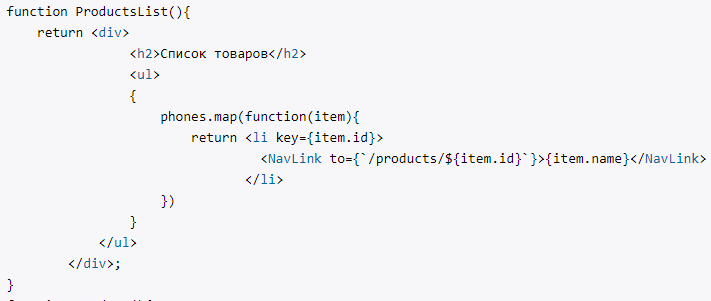 function ProductsList(){
return <div>
<h2>Список товаров</h2>
<ul>
{
phones.map(function(item){
return <li key={item.id}>
<NavLink to={`/products/${item.id}`}>{item.name}</NavLink>
</li>
})
}
</ul>
</div>;
}